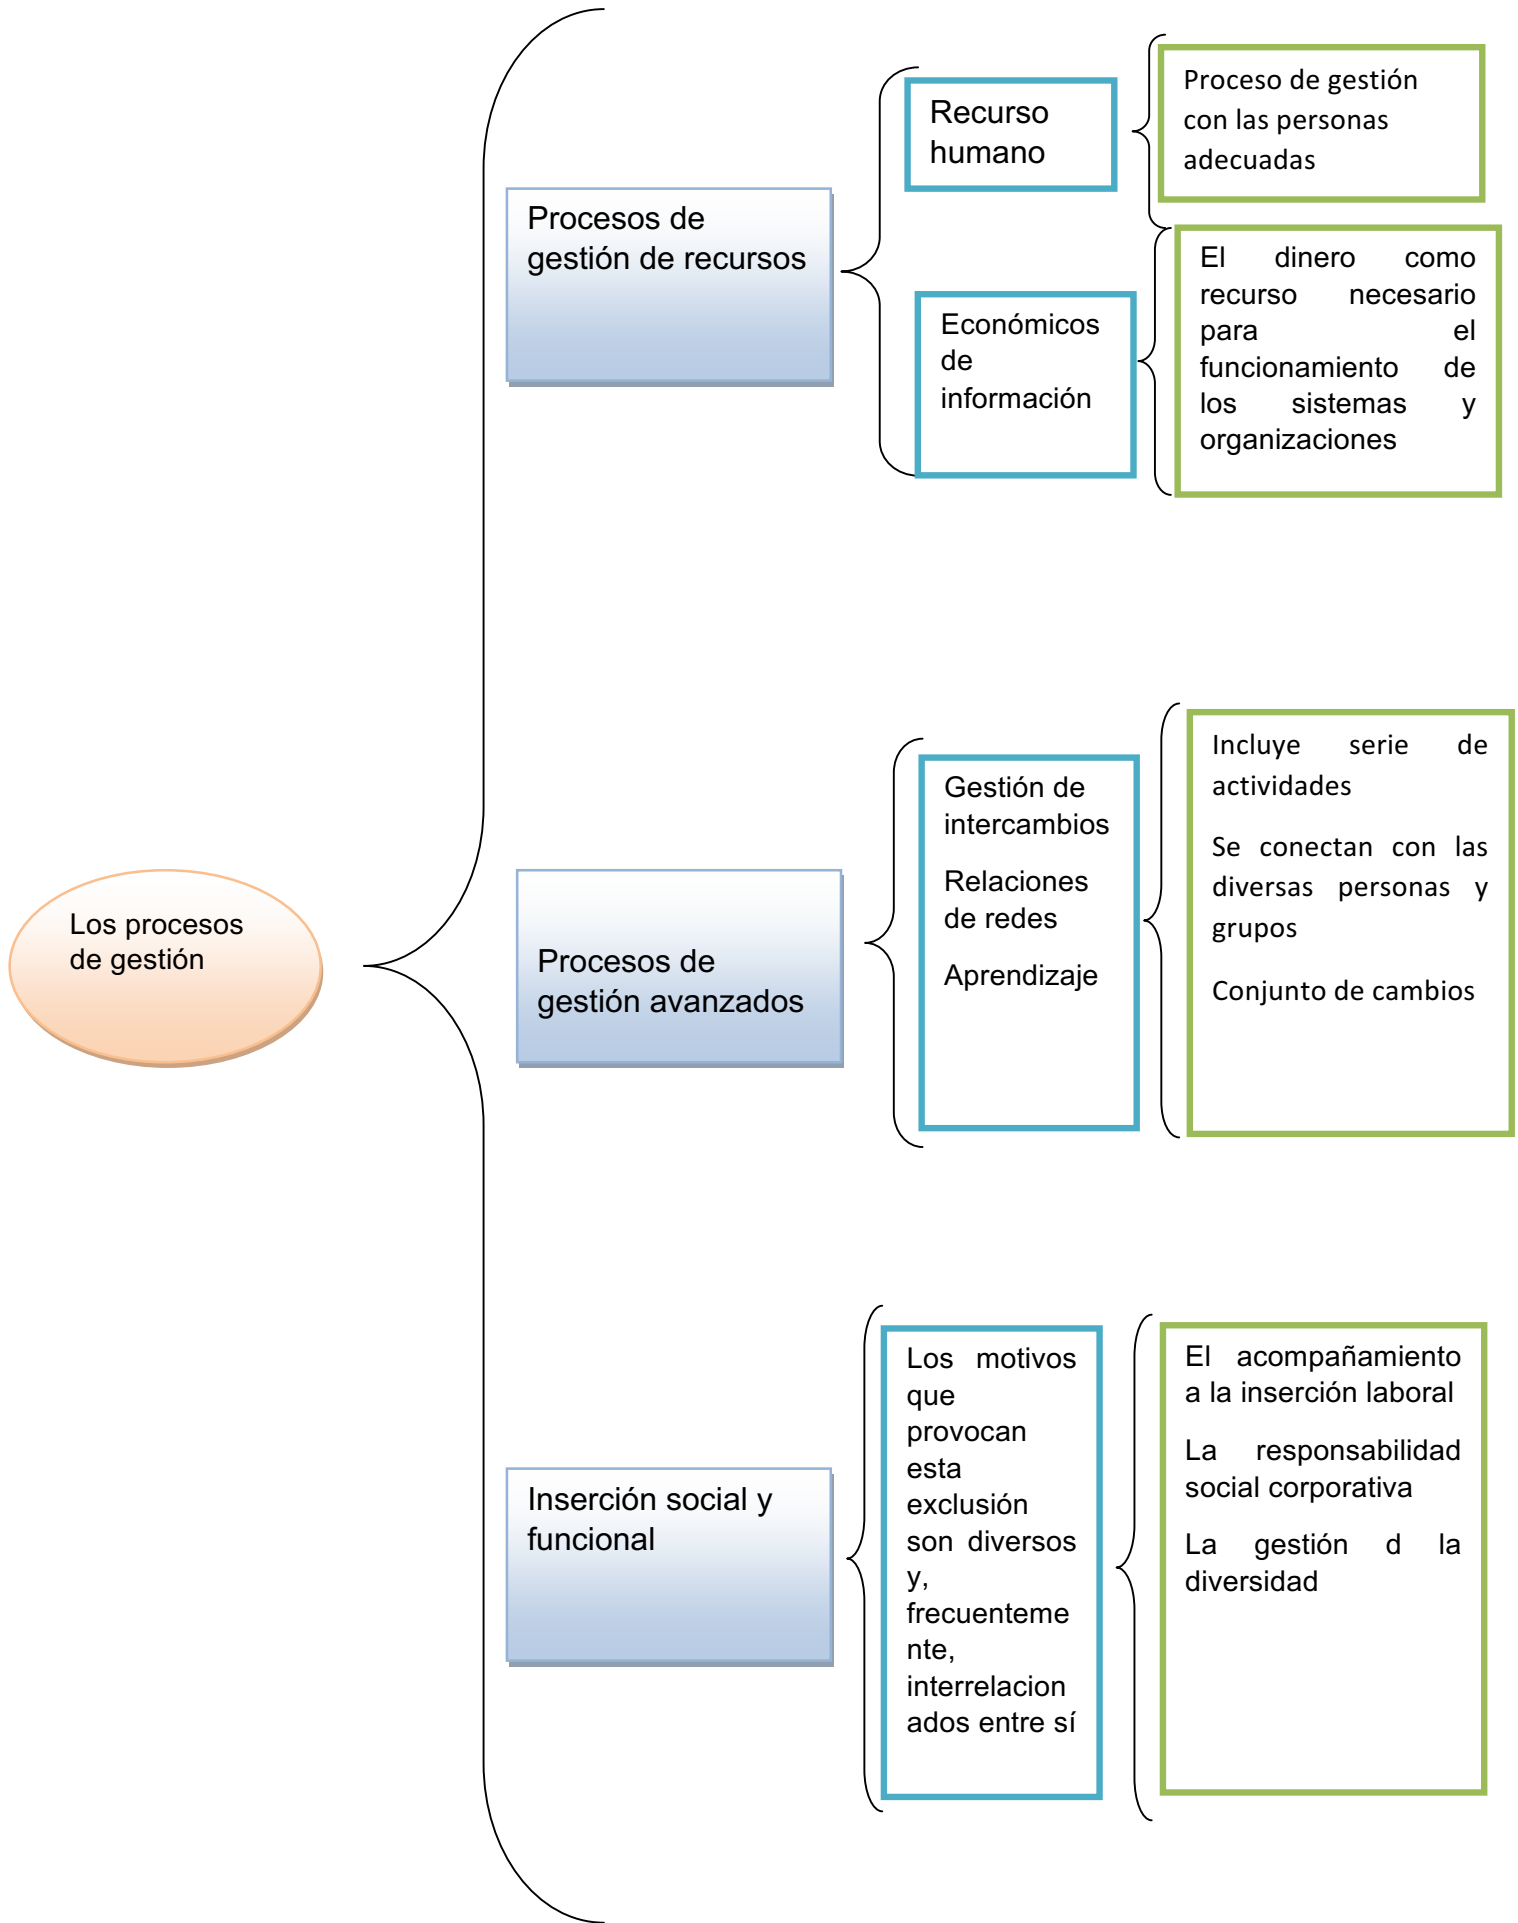 Los procesos
de gestión
Procesos de
gestión de recursos
Recurso
humano
Proceso de gestión
con las personas
adecuadas
Económicos
de
información
El dinero como
recurso necesario
para el
funcionamiento de
los sistemas y
organizaciones
Procesos de
gestión avanzados
Gestión de
intercambios
Relaciones
de redes
Aprendizaje
Incluye serie de
actividades
Se conectan con las
diversas personas y
grupos
Conjunto de cambios
Inserción social y
funcional
Los motivos
que
provocan
esta
exclusión
son diversos
y,
frecuenteme
nte,
interrelacion
ados entre sí
El acompañamiento
a la inserción laboral
La responsabilidad
social corporativa
La gestión d la
diversidad